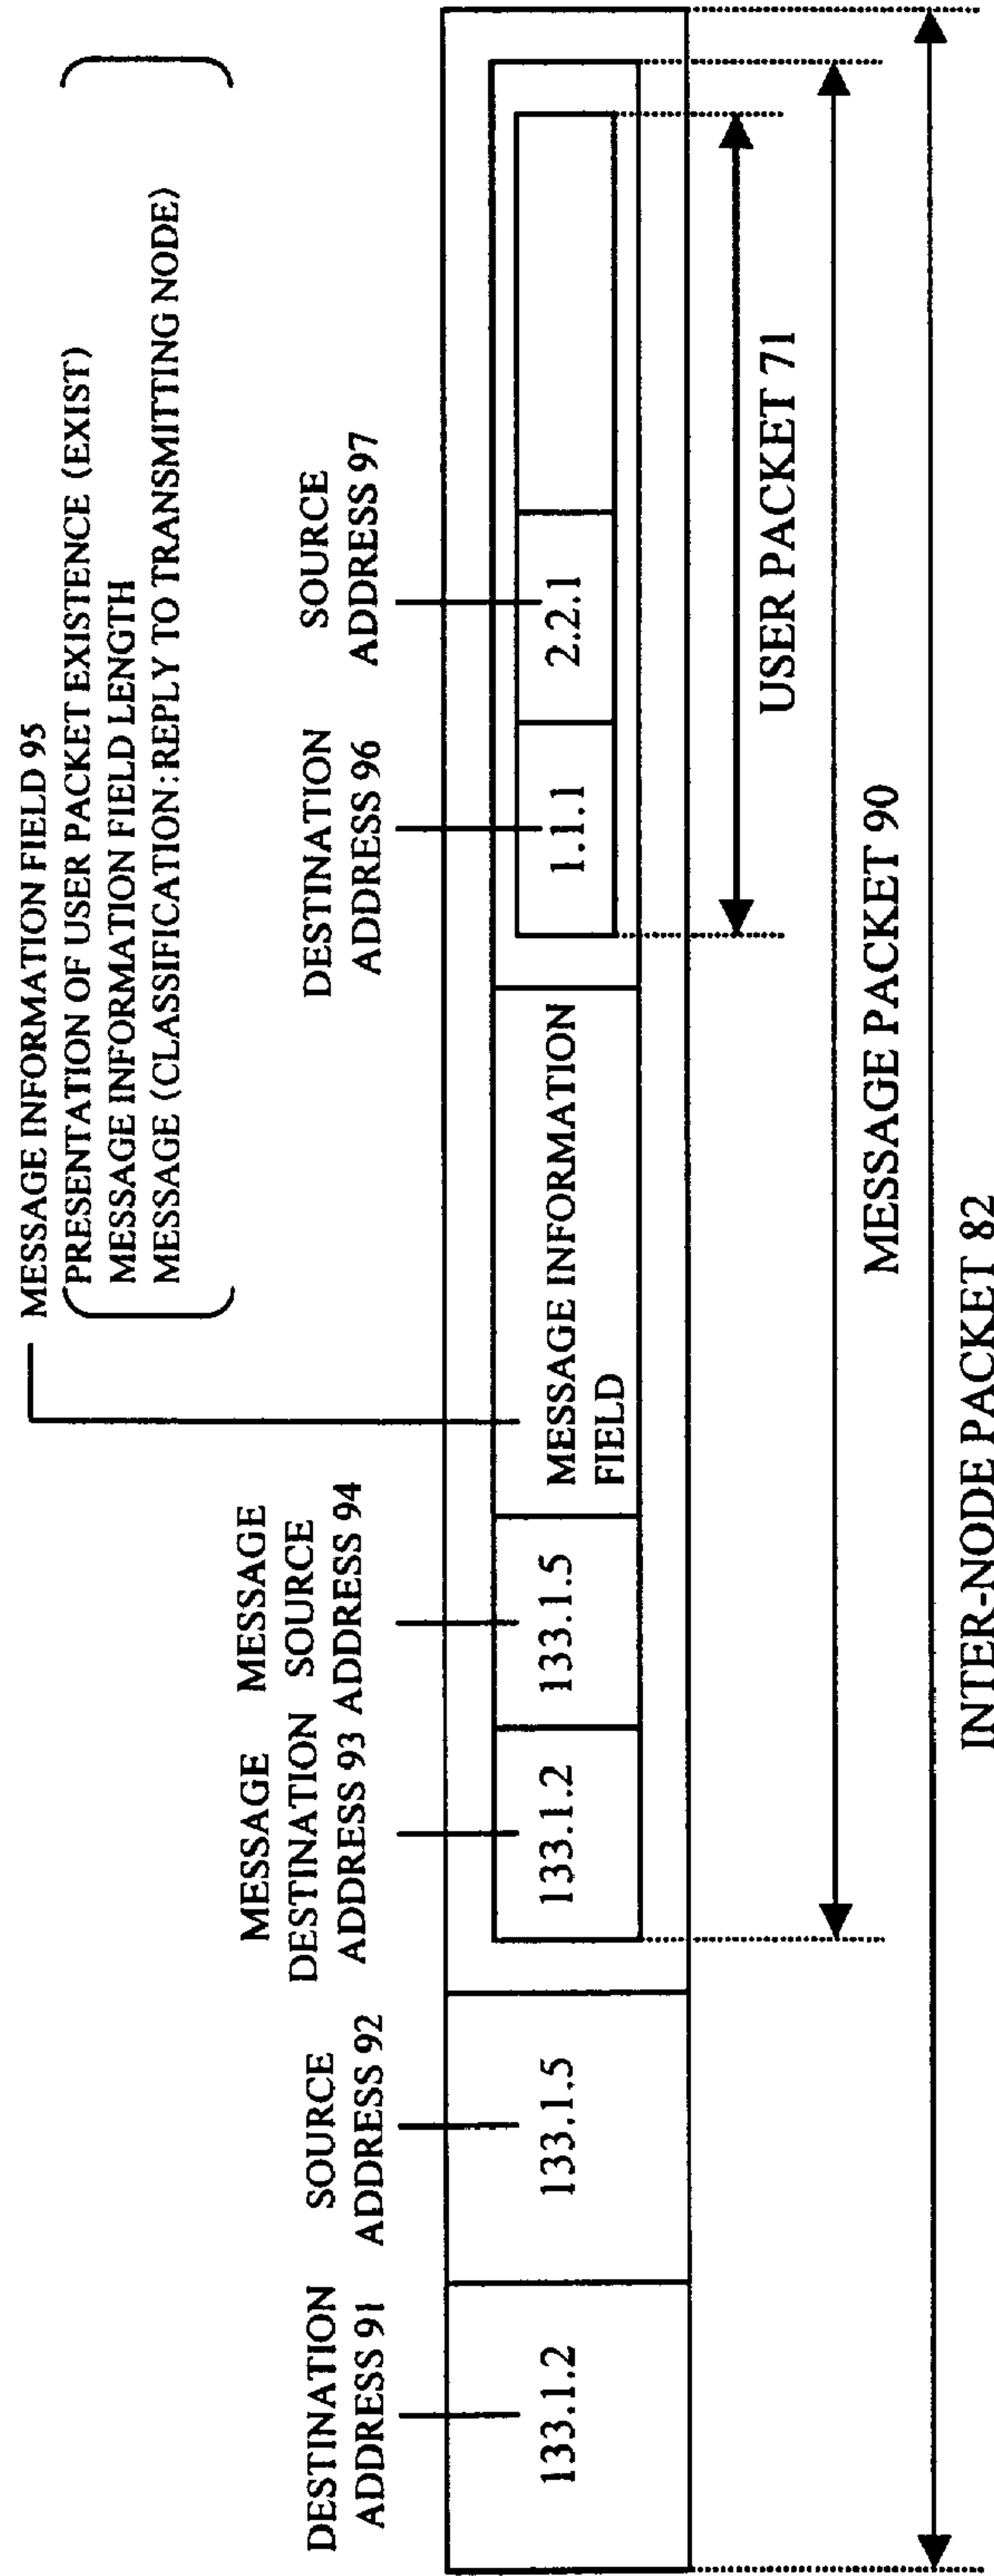 MESSAGE INFORMATION FIELD 95
PRESENTATION OF USER PACKET EXISTENCE (EXIST)
MESSAGE INFORMATION FIELD LENGTH
MESSAGE (CLASSIFICATION:REPLY TO TRANSMITTING NODE)
DESTINATION
ADDRESS 91
SOURCE
ADDRESS 92
MESSAGE
DESTINATION
ADDRESS 93
MESSAGE
SOURCE
ADDRESS 94
DESTINATION
ADDRESS 96
SOURCE
ADDRESS 97
133.1.2
133.1.5
133.1.2
133.1.5
MESSAGE INFORMATION
FIELD
1.1.1
2.2.1
USER PACKET 71
MESSAGE PACKET 90
INTER-NODE PACKET 82